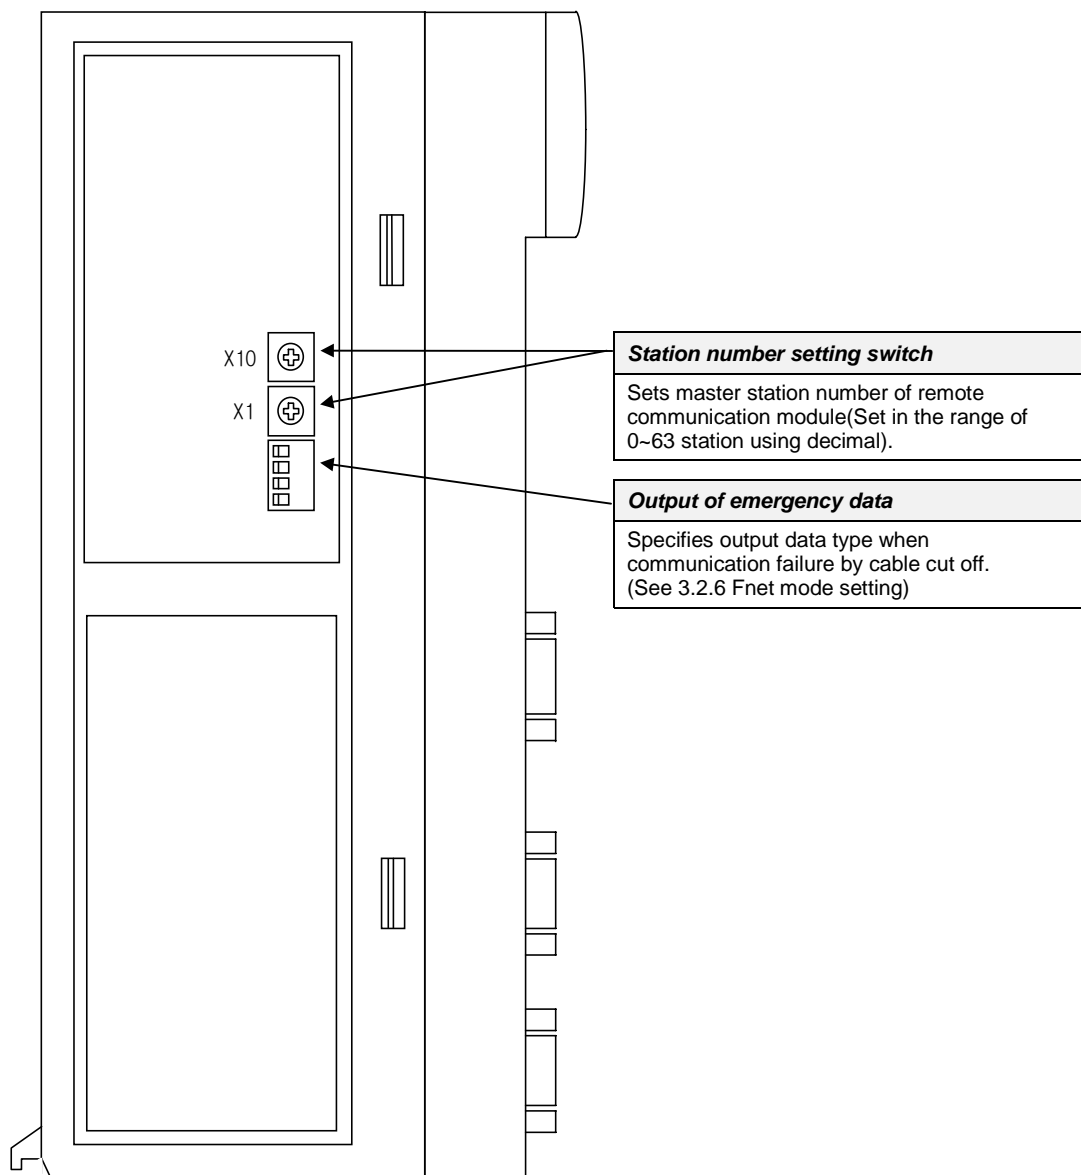 X10
X1
Station number setting switch
Sets master station number of remote
communication module(Set in the range of
0~63 station using decimal).
Output of emergency data
Specifies output data type when
communication failure by cable cut off.
(See 3.2.6 Fnet mode setting)